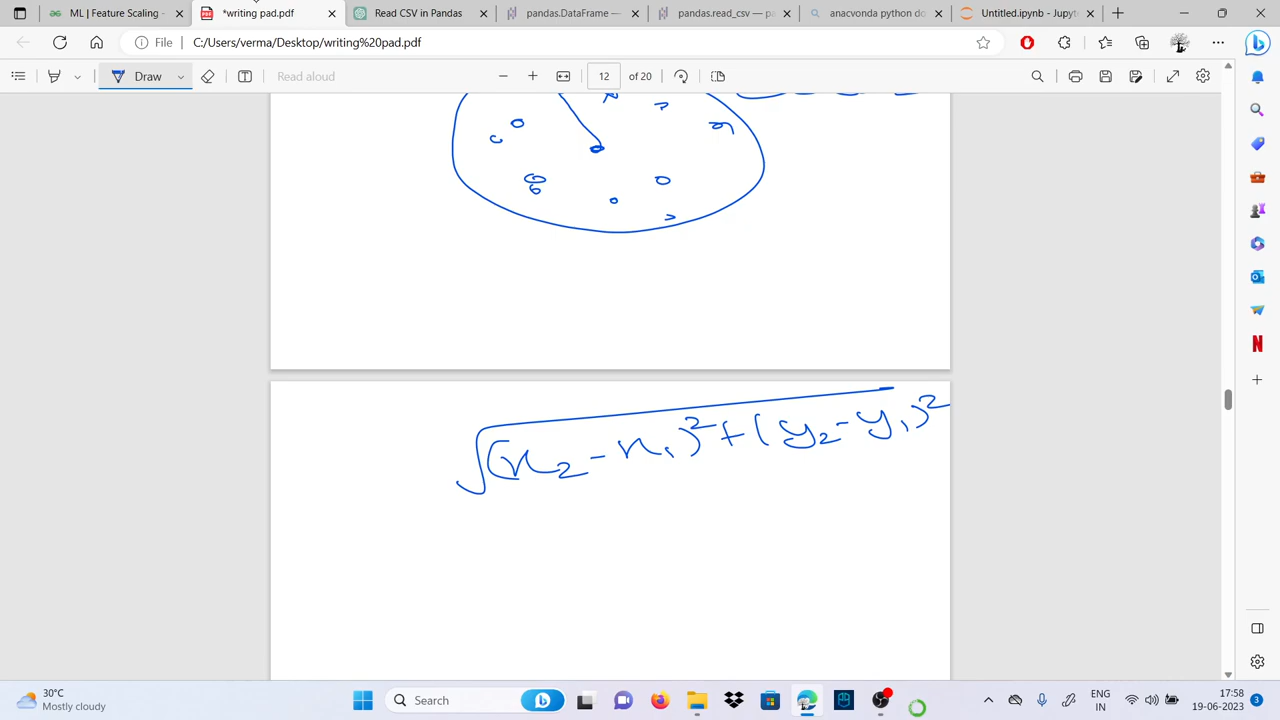 ML | Feature Scaling -
*writing pad.pdf
Read CSV in Pandas
pandas.DataFrame —
pandas.read_csv — pa
anacvonda python do
Untitled.ipynb - Jupyte
File
C:/Users/verma/Desktop/writing%20pad.pdf
Draw
Read aloud
12
of 20
√(x₂-x₁)²+(y₂-y₁)²
30°C
Mostly cloudy
Search
ENG
IN
17:58
19-06-2023
3